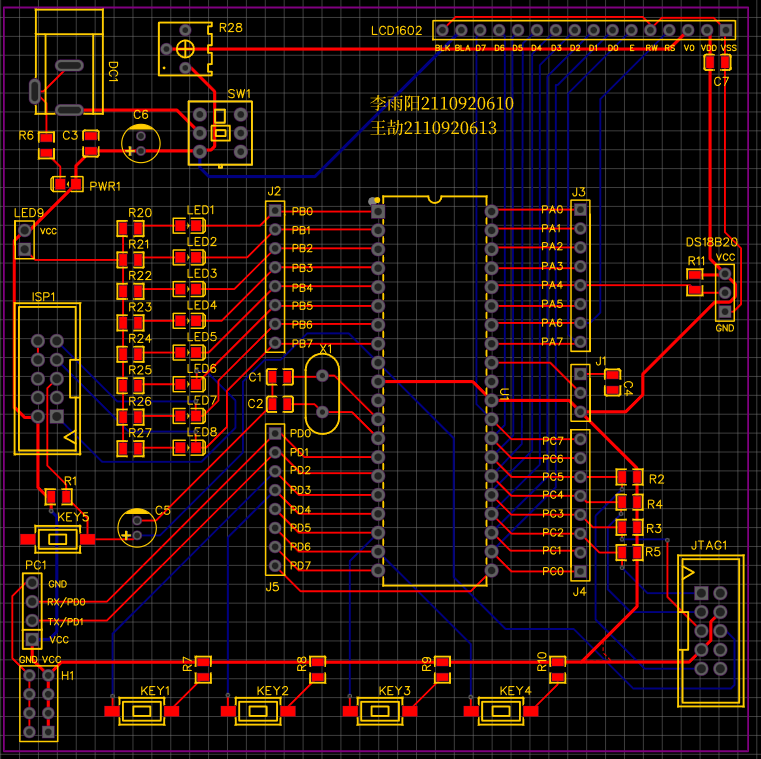 R28
LCD1602
BLK BLA D7 D6 D5 D4 D3 D2 D1 D0 E RW RS V0 VDD VSS
DC1
C7
SW1
李雨阳2110920610
王劼2110920613
C6
R6
C3
PWR1
J2
J3
LED9
VCC
R20
LED1
PB0
PA0
R21
LED2
PB1
PA1
DS18B20
R22
LED3
PB2
PA2
VCC
R11
R23
LED4
PB3
PA3
R24
LED5
PB4
PA4
R25
LED6
PB5
PA5
R26
LED7
PB6
PA6
GND
R27
LED8
PB7
PA7
ISP1
X1
J1
C1
C4
C2
U1
PD0
PC7
PD1
PC6
PD2
PC5
R2
PD3
PC4
R4
PD4
PC3
R3
PD5
PC2
R5
PD6
PC1
PD7
PC0
R1
KEY5
C5
J5
J4
JTAG1
PC1
GND
RX/PD0
TX/PD1
VCC
GND VCC
H1
R7
R8
R9
R10
KEY1
KEY2
KEY3
KEY4